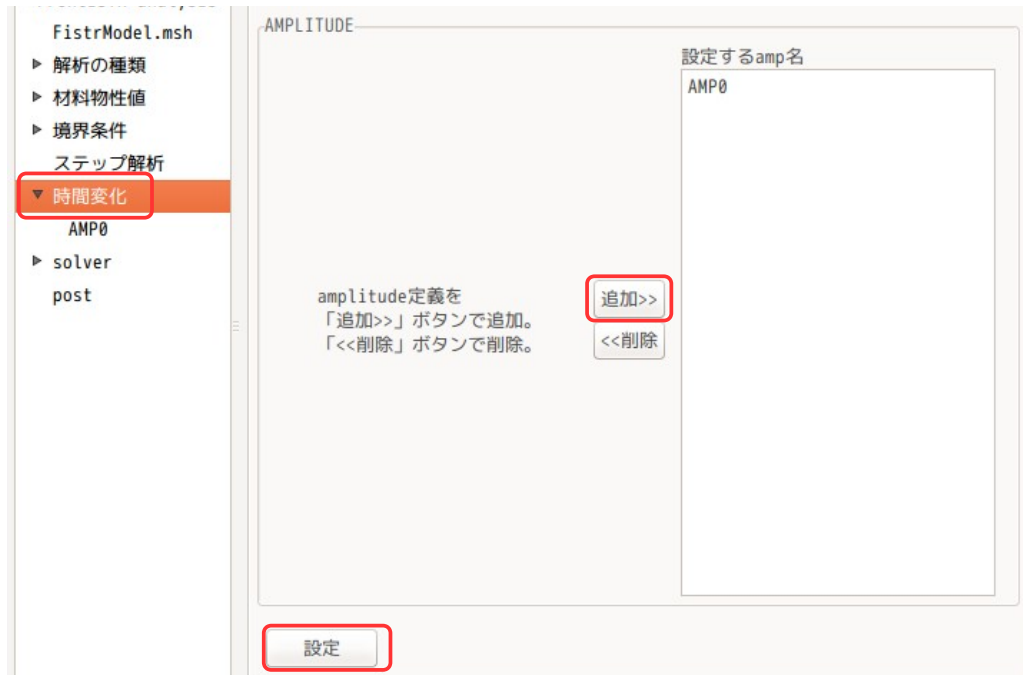 FistrModel.msh
解析の種類
材料物性値
境界条件
ステップ解析
時間変化
AMP0
solver
post
AMPLITUDE
設定するamp名
AMP0
amplitude定義を
「追加>>」ボタンで追加。
「<<削除」ボタンで削除。
追加>>
<<削除
設定